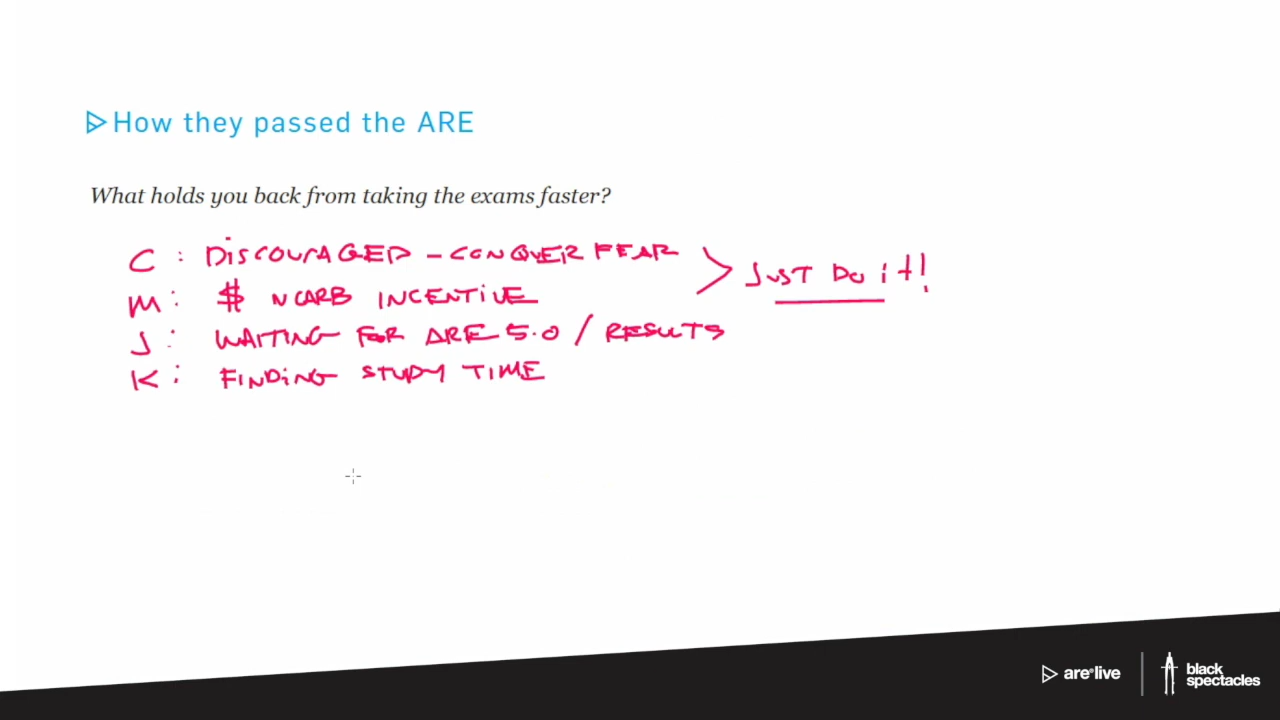 How they passed the ARE
What holds you back from taking the exams faster?
C : DISCOURAGED - CONQUER FEAR
M : $ NCARB INCENTIVE
JUST DO it!
J : WAITING FOR ARE 5.0 / RESULTS
K : FINDING STUDY TIME
are live
black
spectacles